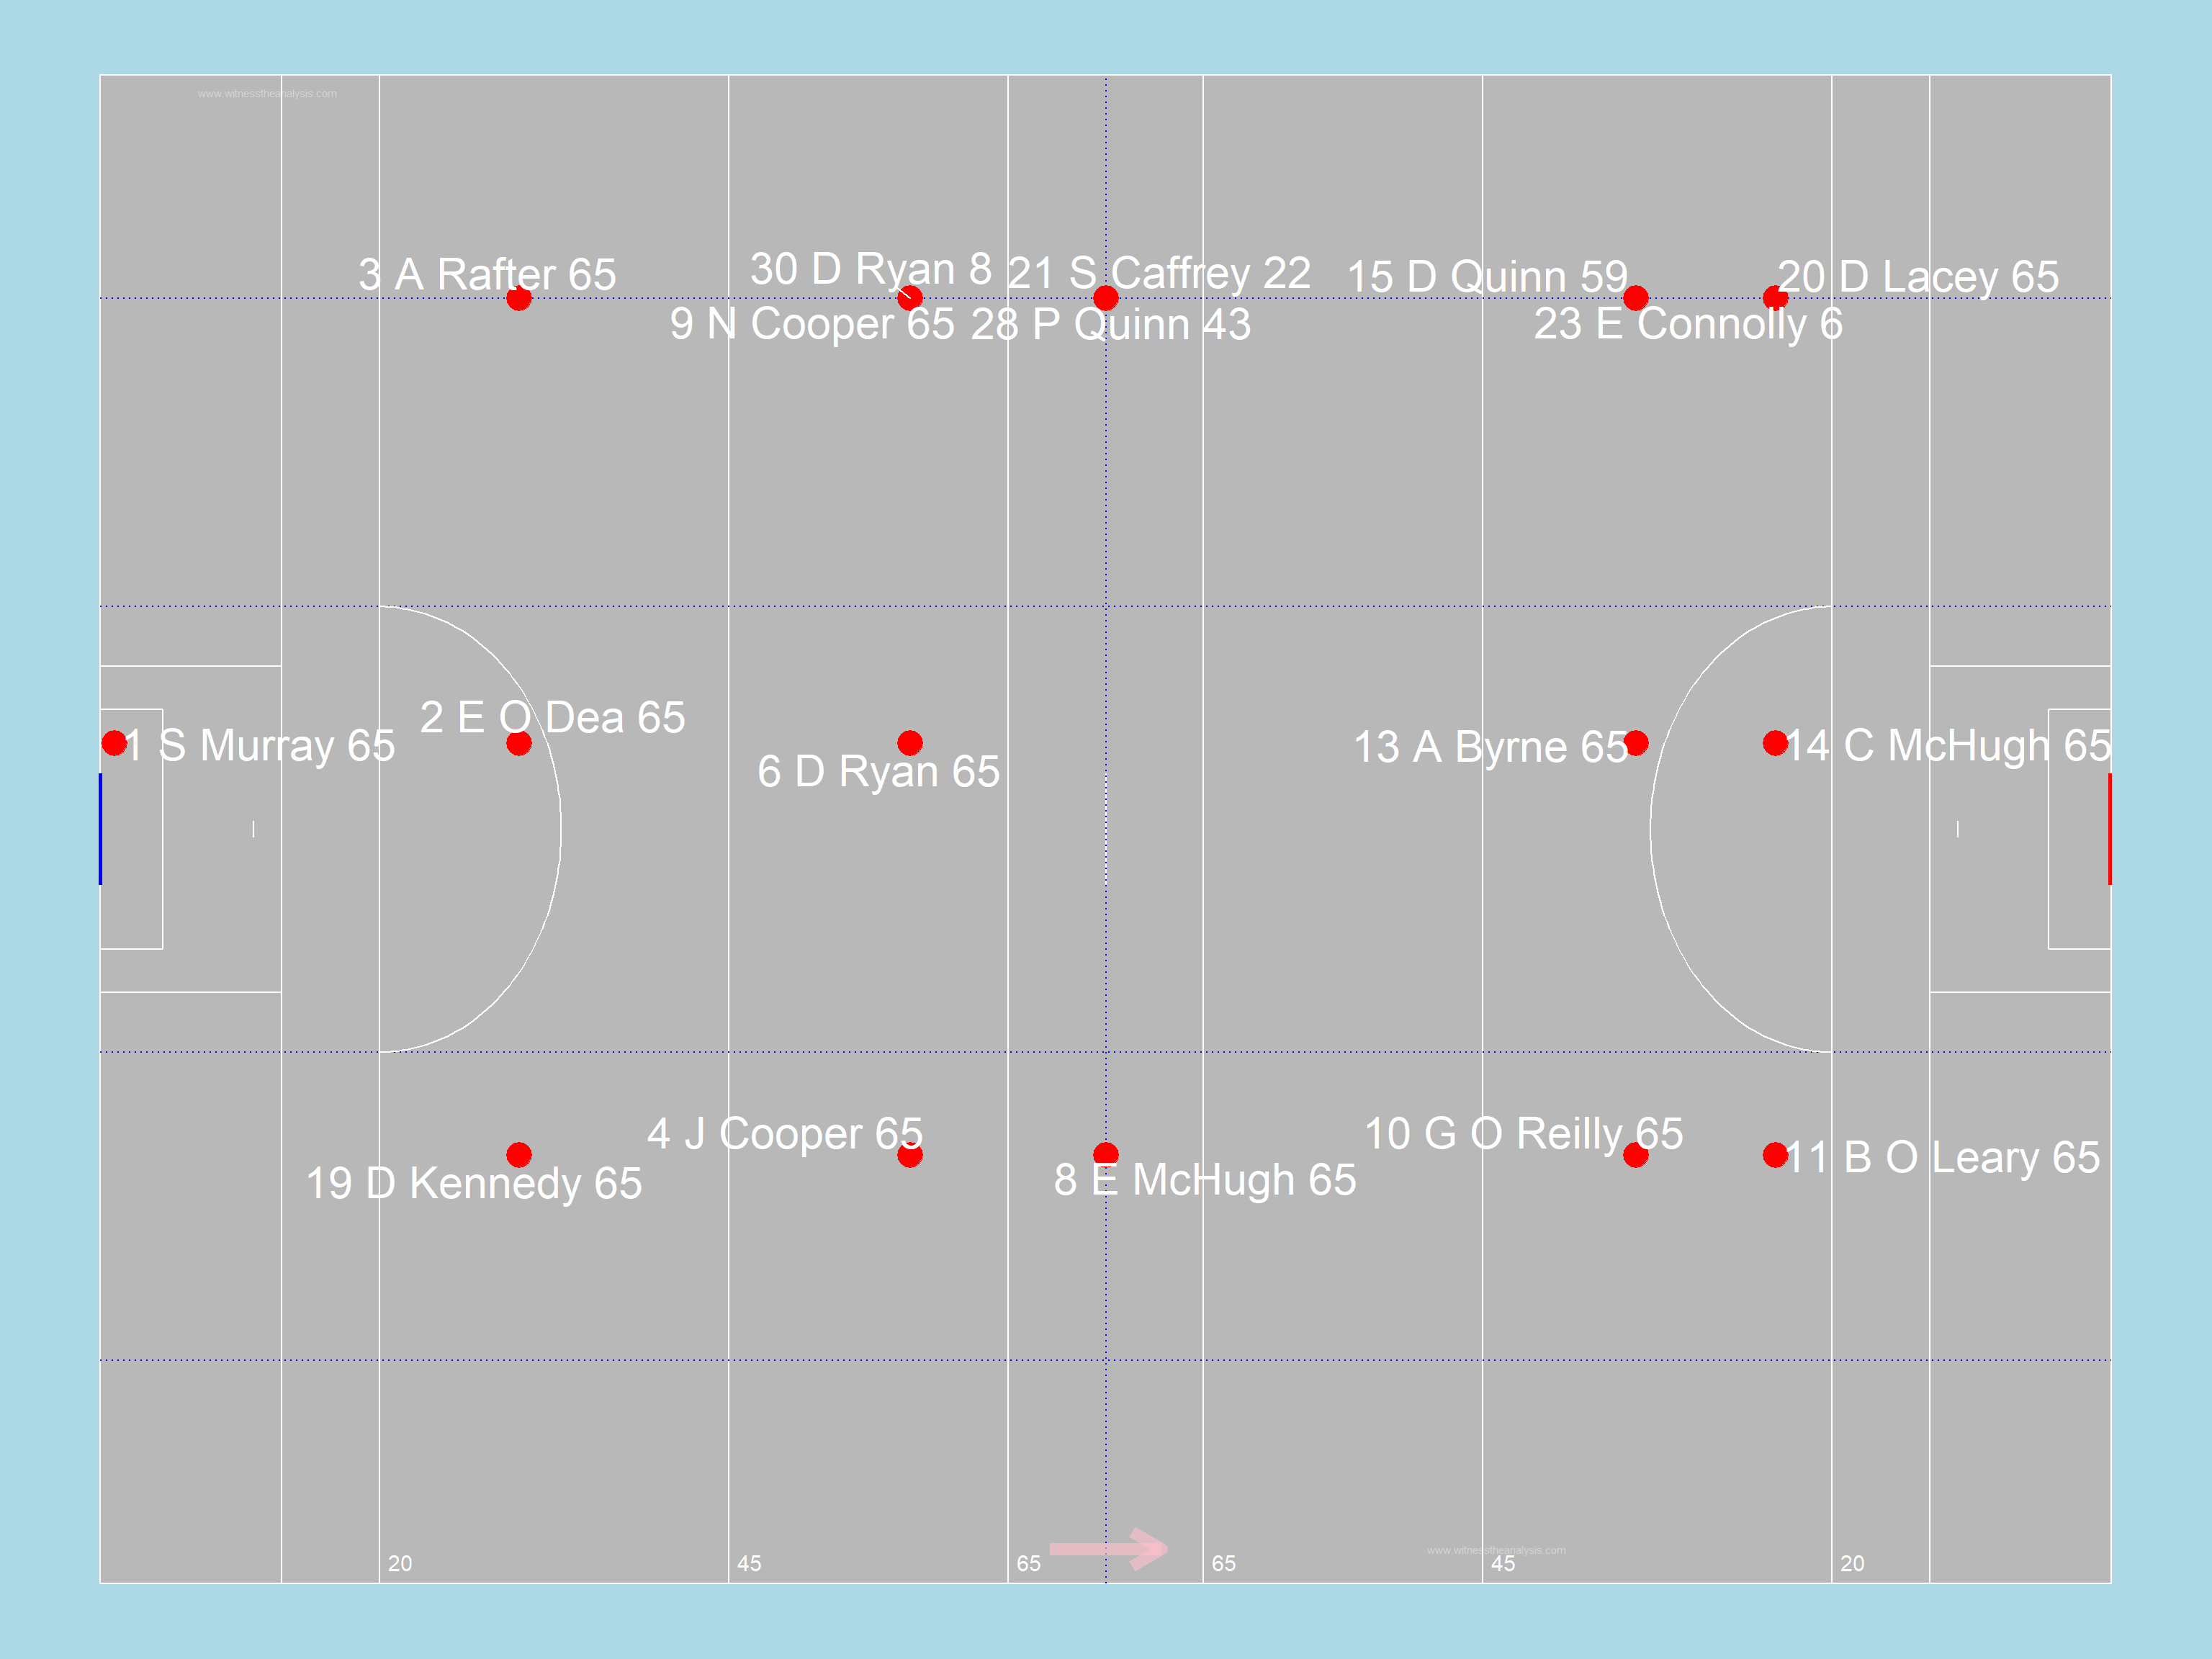 www.witnesstheanalysis.com
30 D Ryan 8
21 S Caffrey 22
3 A Rafter 65
15 D Quinn 59
20 D Lacey 65
9 N Cooper 65
28 P Quinn 43
23 E Connolly 6
2 E O Dea 65
1 S Murray 65
6 D Ryan 65
13 A Byrne 65
14 C McHugh 65
4 J Cooper 65
10 G O Reilly 65
19 D Kennedy 65
8 E McHugh 65
11 B O Leary 65
www.witnesstheanalysis.com
20
45
65
65
45
20